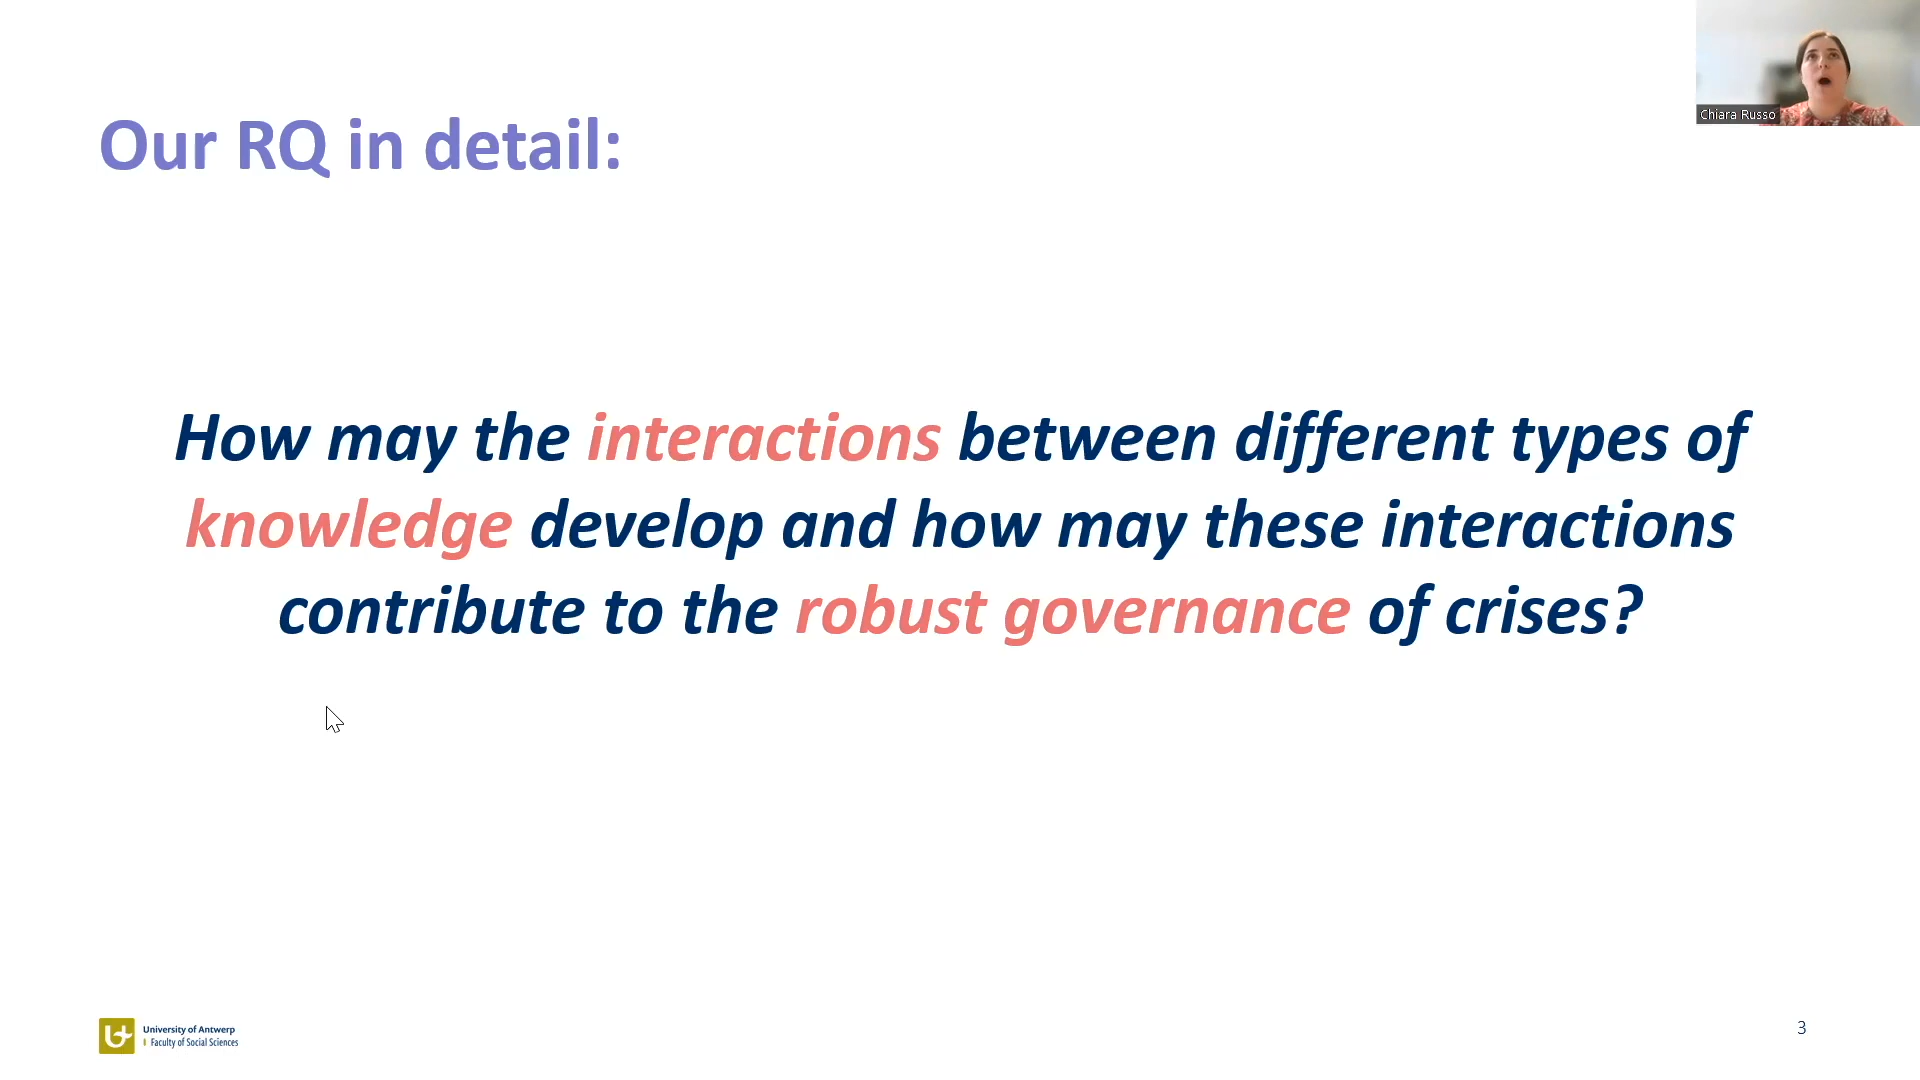 Chiara Russo
Our RQ in detail:
How may the interactions between different types of
knowledge develop and how may these interactions
contribute to the robust governance of crises?
University of Antwerp
Faculty of Social Sciences
3